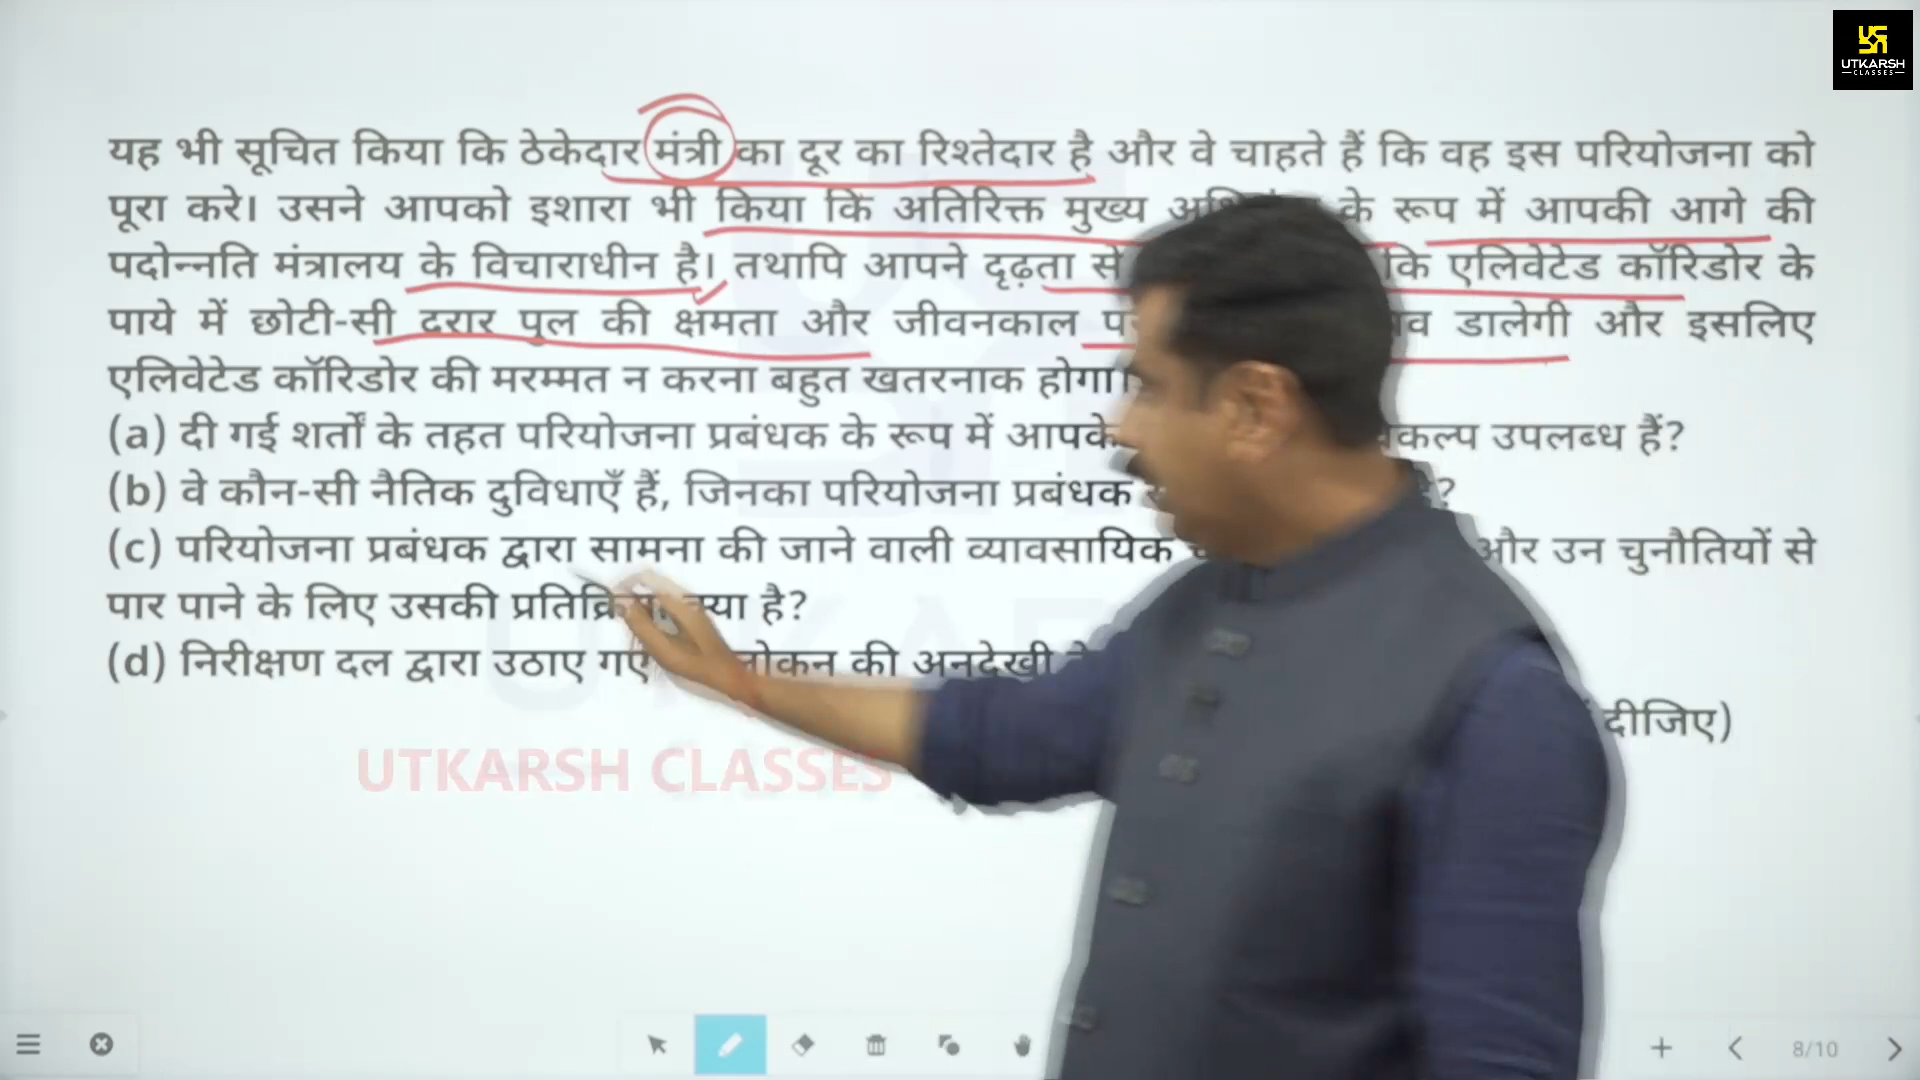 UTKARSH
CLASSES
यह भी सूचित किया कि ठेकेदार मंत्री का दूर का रिश्तेदार है और वे चाहते हैं कि वह इस परियोजना को
पूरा करे। उसने आपको इशारा भी किया कि अतिरिक्त मुख्य के रूप में आपकी आगे की
पदोन्नति मंत्रालय के विचाराधीन है। तथापि आपने दृढ़ता से कि एलिवेटेड कॉरिडोर के
पाये में छोटी-सी दरार पुल की क्षमता और जीवनकाल डालेगी और इसलिए
एलिवेटेड कॉरिडोर की मरम्मत न करना बहुत खतरनाक होगा।
(a) दी गई शर्तों के तहत परियोजना प्रबंधक के रूप में आपके उपलब्ध हैं?
(b) वे कौन-सी नैतिक दुविधाएँ हैं, जिनका परियोजना प्रबंधक ?
(c) परियोजना प्रबंधक द्वारा सामना की जाने वाली व्यावसायिक और उन चुनौतियों से
पार पाने के लिए उसकी क्या है?
(d) निरीक्षण दल द्वारा उठाए गए की अनदेखी
दीजिए)
UTKARSH CLASSES
8/10